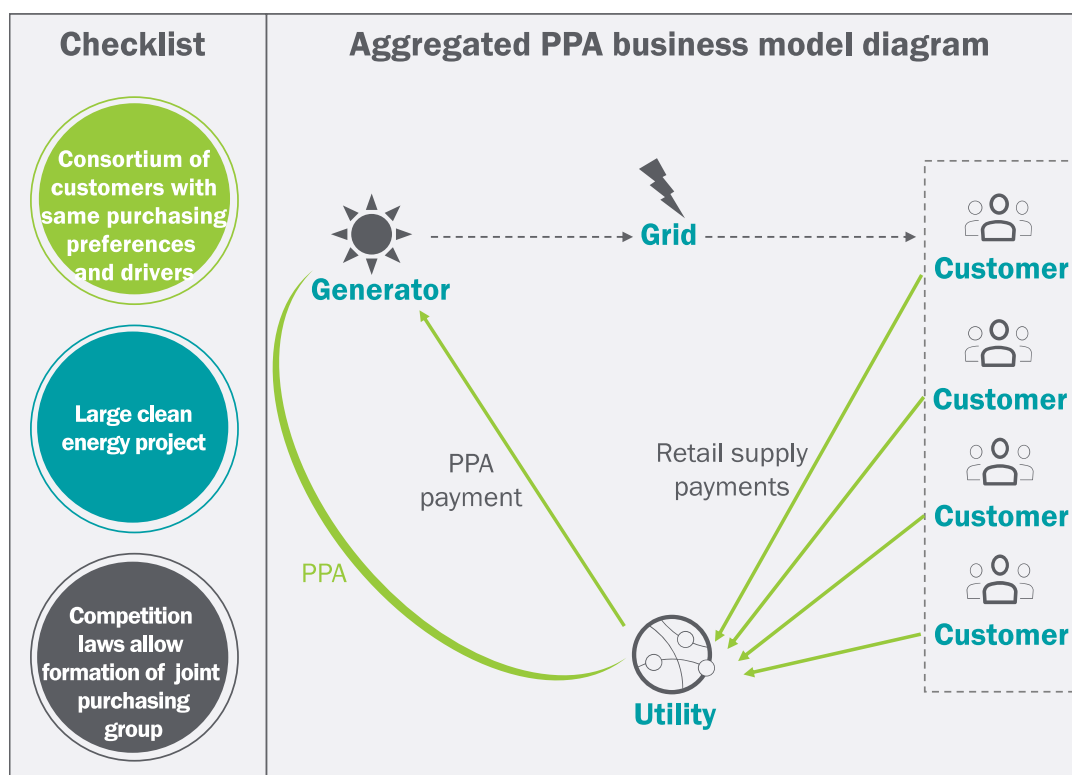 Checklist
Consortium of
customers with
same purchasing
preferences
and drivers
Large clean
energy project
Competition
laws allow
formation of joint
purchasing
group
Aggregated PPA business model diagram
Generator
Grid
Customer
Customer
Customer
Customer
PPA
payment
Retail supply
payments
PPA
Utility